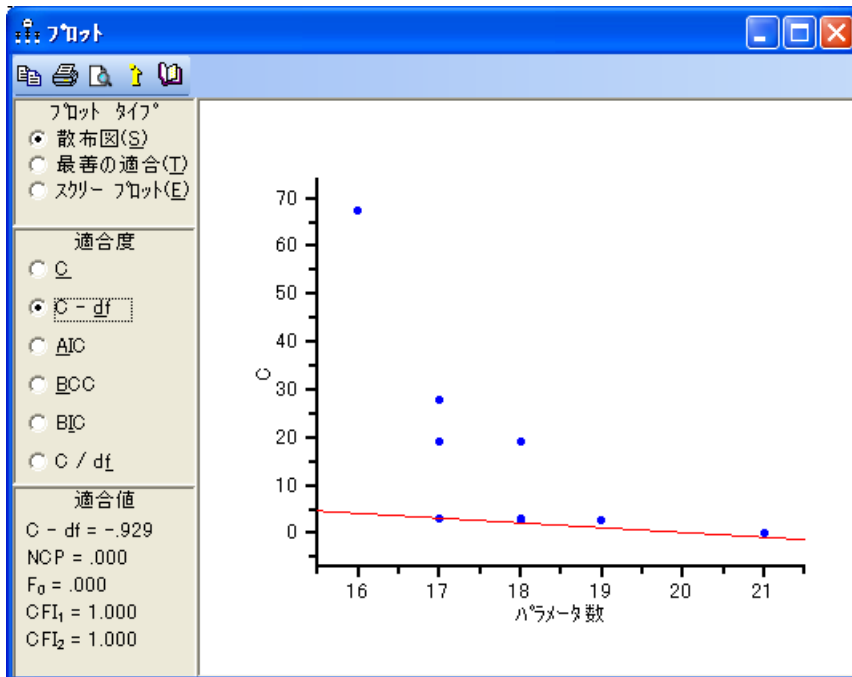 プロット
プロット タイプ
散布図(S)
最善の適合(T)
スクリー プロット(E)
適合度
C
C - df
AIC
BCC
BIC
C / df
適合値
C - df = -.929
NCP = .000
F₀ = .000
CFI₁ = 1.000
CFI₂ = 1.000
70
60
50
40
30
20
10
0
C
16 17 18 19 20 21
パラメータ数